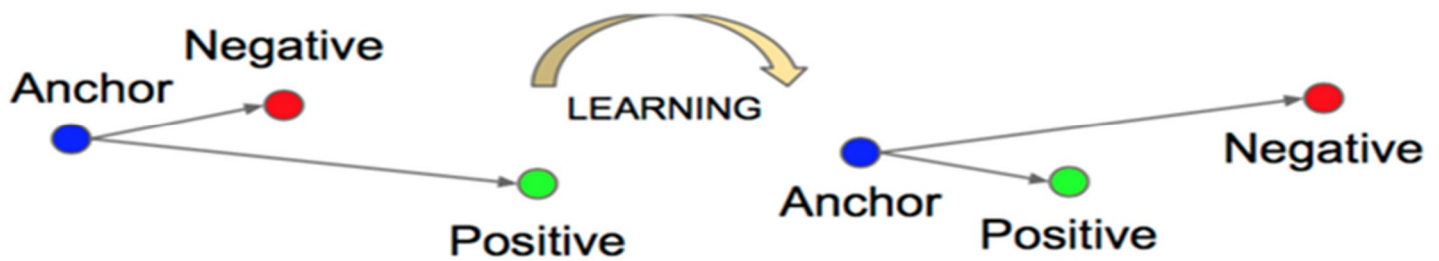 Negative
Anchor
Positive
LEARNING
Anchor
Positive
Negative